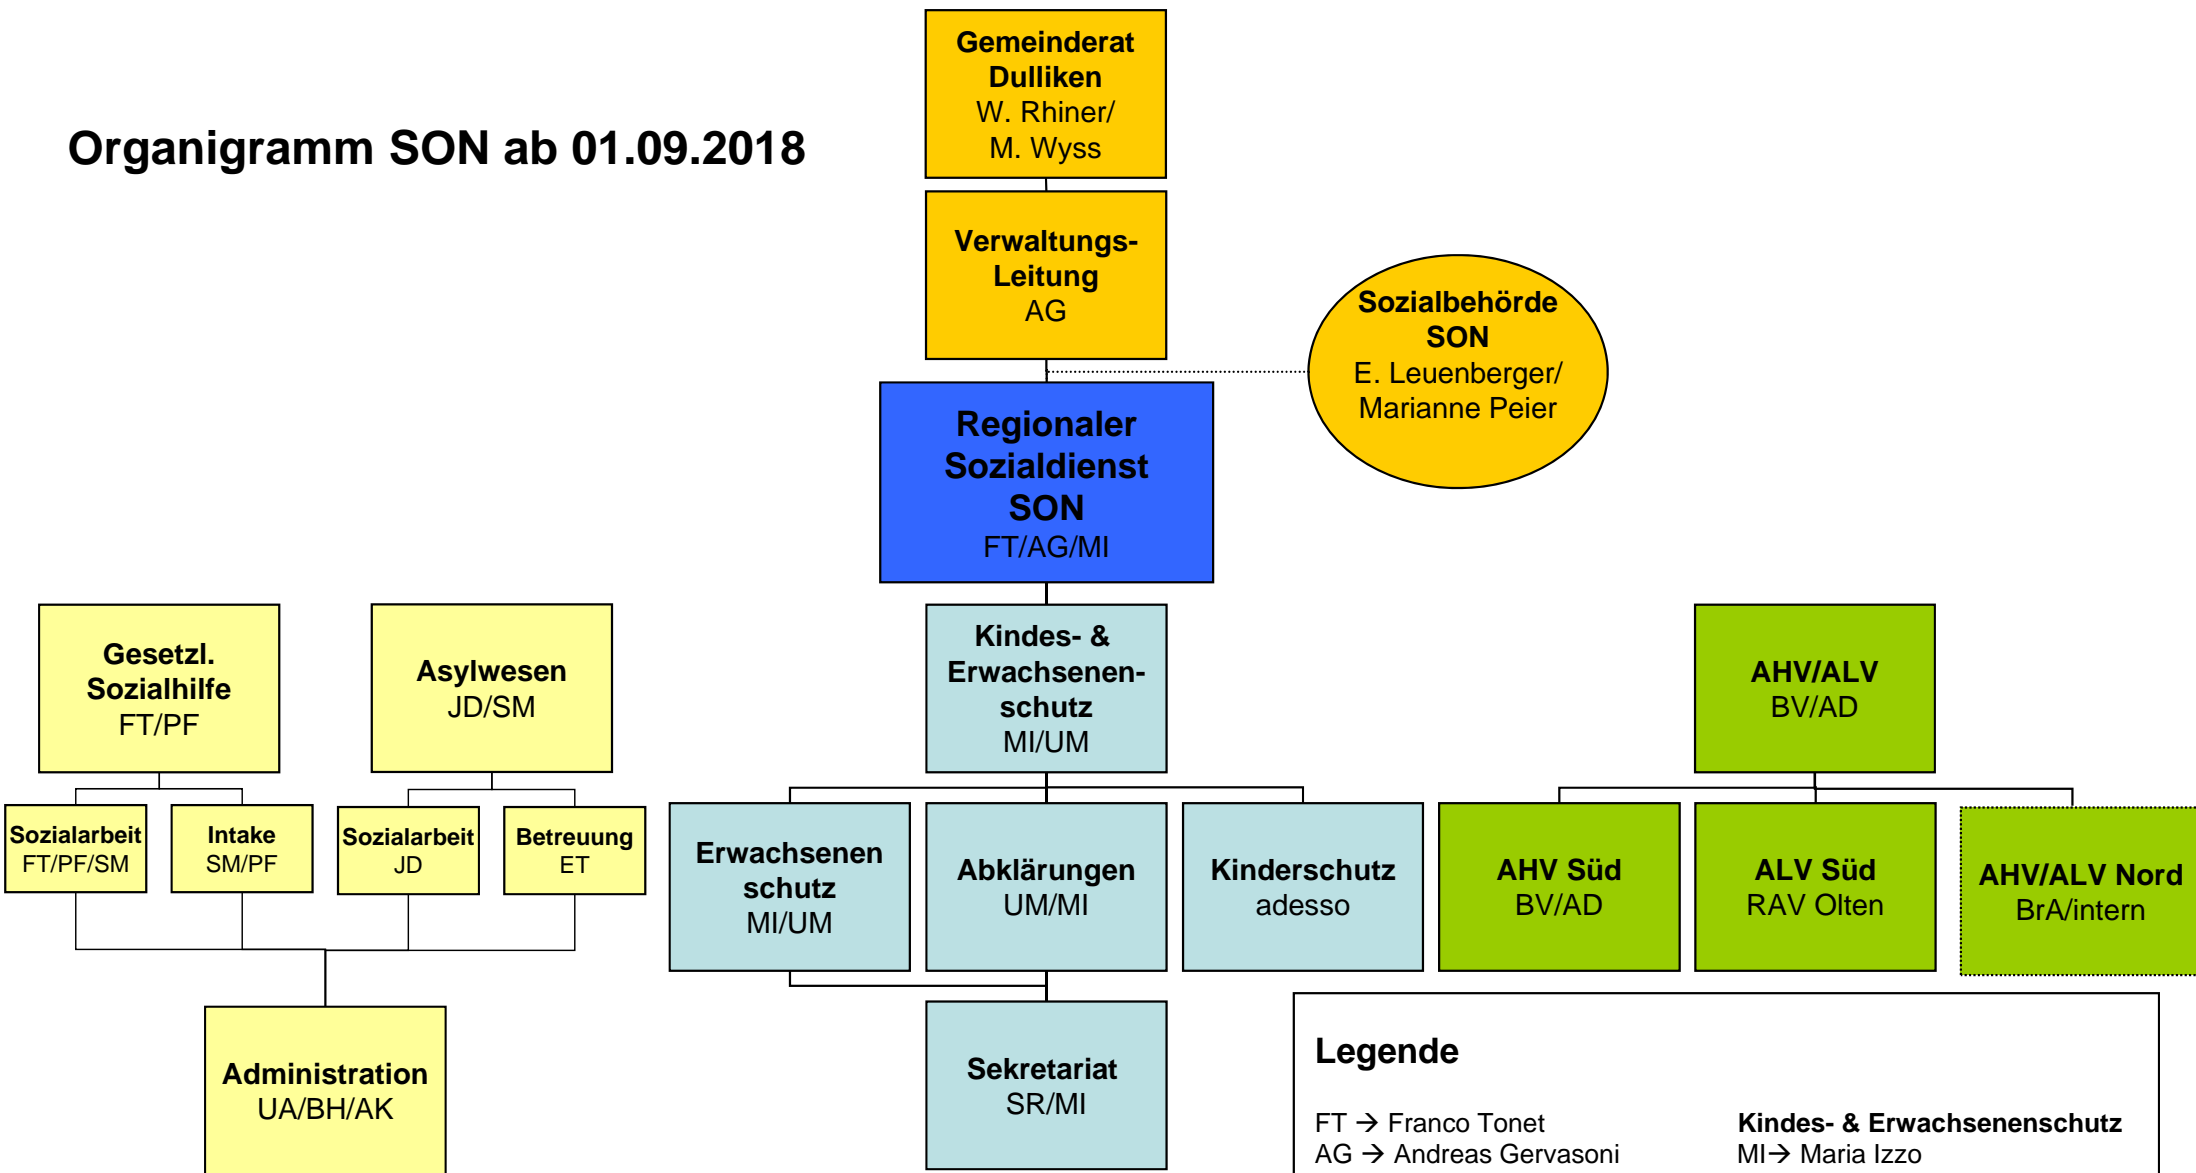 Organigramm SON ab 01.09.2018
Gemeinderat
Dulliken
W. Rhiner/
M. Wyss
Verwaltungs-
Leitung
AG
Sozialbehörde
SON
E. Leuenberger/
Marianne Peier
Regionaler
Sozialdienst
SON
FT/AG/MI
Gesetzl.
Sozialhilfe
FT/PF
Asylwesen
JD/SM
Kindes- &
Erwachsenen-
schutz
MI/UM
AHV/ALV
BV/AD
Sozialarbeit
FT/PF/SM
Intake
SM/PF
Sozialarbeit
JD
Betreuung
ET
Erwachsenen
schutz
MI/UM
Abklärungen
UM/MI
Kinderschutz
adesso
AHV Süd
BV/AD
ALV Süd
RAV Olten
AHV/ALV Nord
BrA/intern
Administration
UA/BH/AK
Sekretariat
SR/MI
Legende
FT → Franco Tonet
AG → Andreas Gervasoni
Kindes- & Erwachsenenschutz
MI→ Maria Izzo